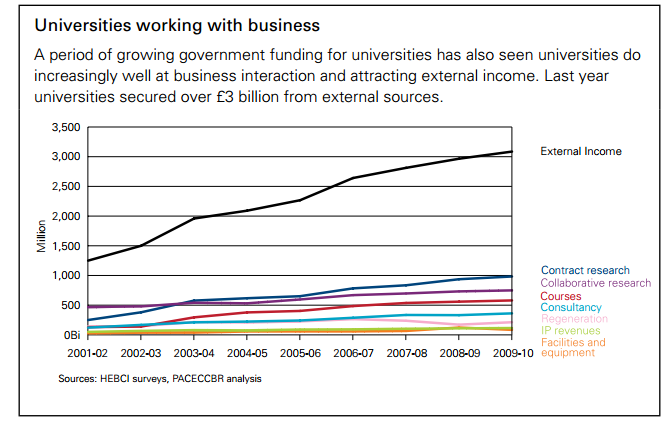 Universities working with business
A period of growing government funding for universities has also seen universities do
increasingly well at business interaction and attracting external income. Last year
universities secured over £3 billion from external sources.
3,500
3,000
2,500
2,000
1,500
1,000
500
0Bi
Million
External Income
Contract research
Collaborative research
Courses
Consultancy
Regeneration
IP revenues
Facilities and
equipment
2001-02 2002-03 2003-04 2004-05 2005-06 2006-07 2007-08 2008-09 2009-10
Sources: HEBCI surveys, PACECCBR analysis